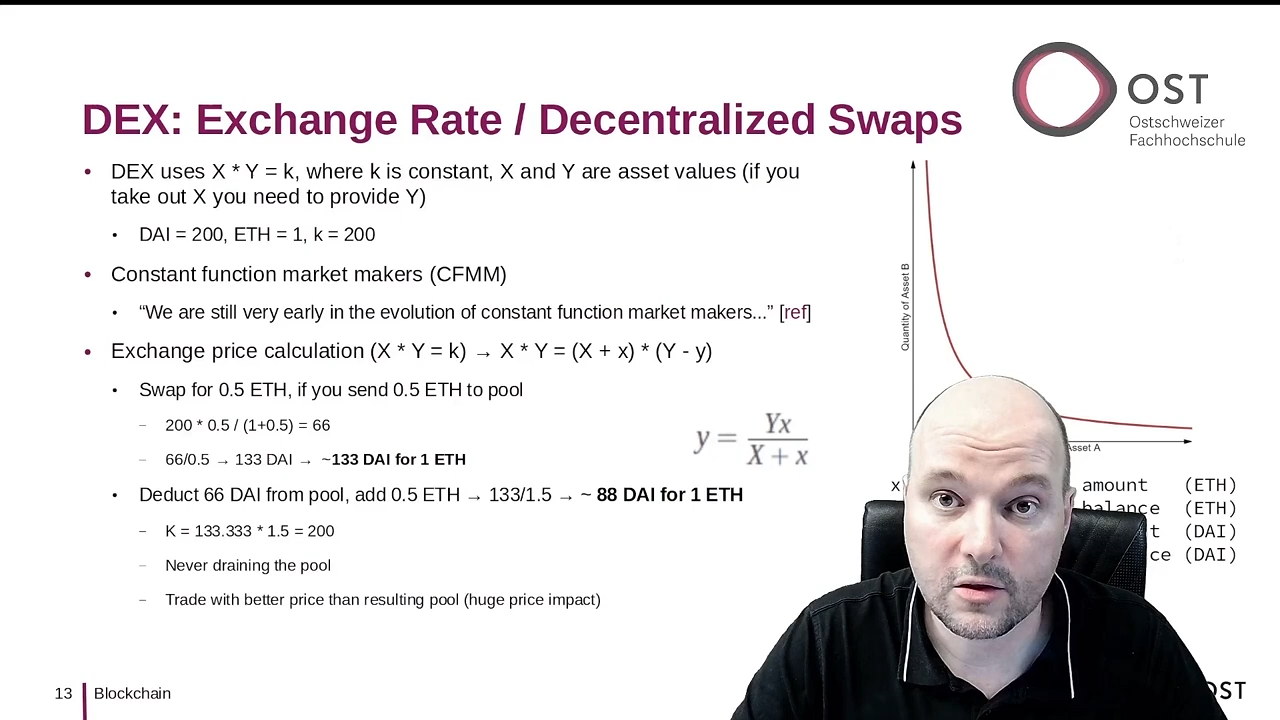 OST
Ostschweizer
Fachhochschule
DEX: Exchange Rate / Decentralized Swaps
• DEX uses X * Y = k, where k is constant, X and Y are asset values (if you
take out X you need to provide Y)
• DAI = 200, ETH = 1, k = 200
• Constant function market makers (CFMM)
• “We are still very early in the evolution of constant function market makers...” [ref]
• Exchange price calculation (X * Y = k) → X * Y = (X + x) * (Y - y)
• Swap for 0.5 ETH, if you send 0.5 ETH to pool
– 200 * 0.5 / (1+0.5) = 66
– 66/0.5 → 133 DAI → ~133 DAI for 1 ETH
• Deduct 66 DAI from pool, add 0.5 ETH → 133/1.5 → ~ 88 DAI for 1 ETH
– K = 133.333 * 1.5 = 200
– Never draining the pool
– Trade with better price than resulting pool (huge price impact)
y = Yx / X + x
Quantity of Asset B
Asset A
x amount (ETH)
balance (ETH)
(DAI)
(DAI)
13 Blockchain
OST